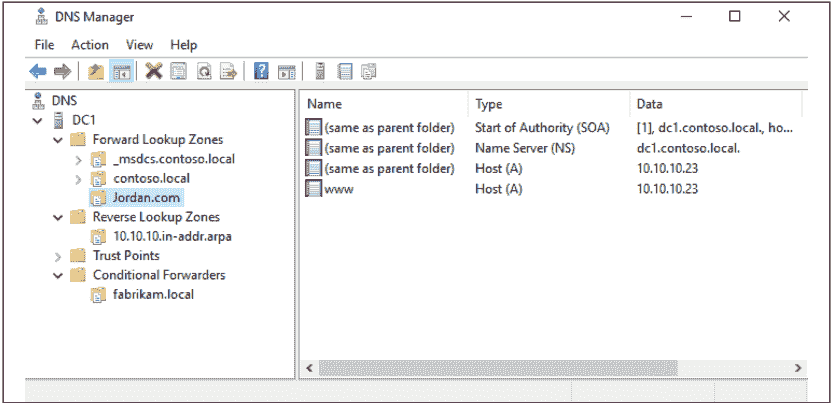 DNS Manager
File Action View Help
DNS
DC1
Forward Lookup Zones
_msdcs.contoso.local
contoso.local
Jordan.com
Reverse Lookup Zones
10.10.10.in-addr.arpa
Trust Points
Conditional Forwarders
fabrikam.local
Name Type Data
(same as parent folder) Start of Authority (SOA) [1], dc1.contoso.local., ho...
(same as parent folder) Name Server (NS) dc1.contoso.local.
(same as parent folder) Host (A) 10.10.10.23
www Host (A) 10.10.10.23